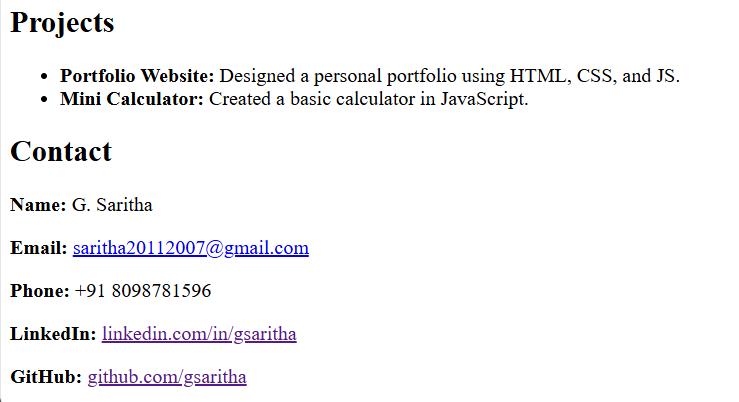 Projects
• Portfolio Website: Designed a personal portfolio using HTML, CSS, and JS.
• Mini Calculator: Created a basic calculator in JavaScript.
Contact
Name: G. Saritha
Email: saritha20112007@gmail.com
Phone: +91 8098781596
LinkedIn: linkedin.com/in/gsaritha
GitHub: github.com/gsaritha